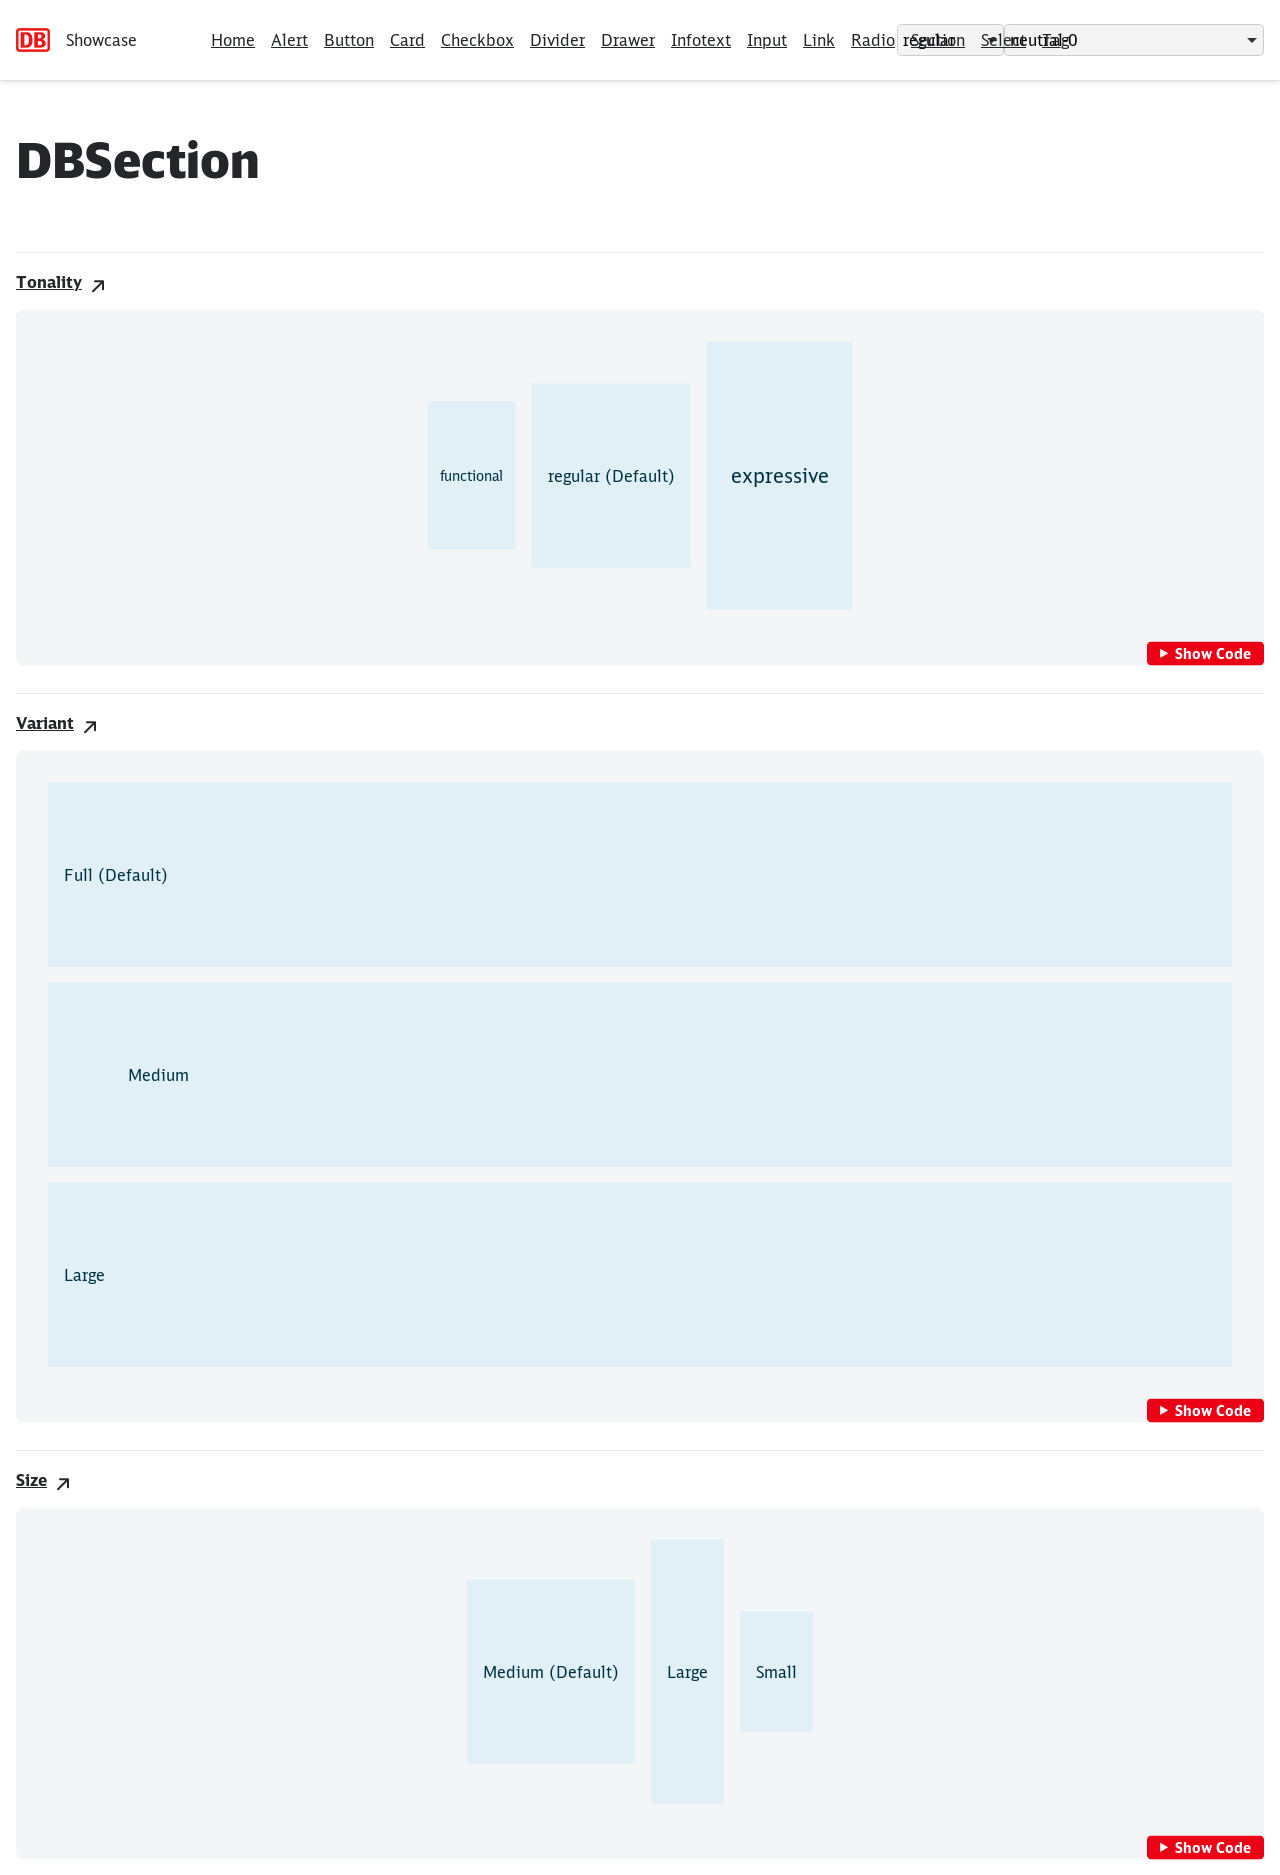 DB Showcase Home Alert Button Card Checkbox Divider Drawer Infotext Input Link Radio Section Select Tag regular neutral-0
DBSection
Tonality
functional regular (Default) expressive
Show Code
Variant
Full (Default)
Medium
Large
Show Code
Size
Medium (Default) Large Small
Show Code